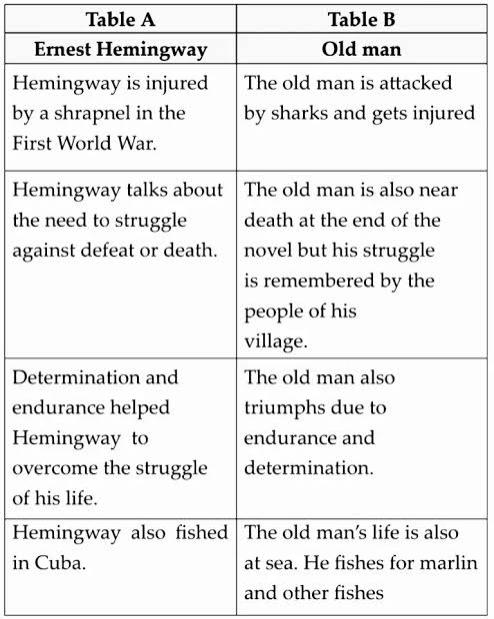 Table A
Table B
Ernest Hemingway
Old man
Hemingway is injured
by a shrapnel in the
First World War.
The old man is attacked
by sharks and gets injured
Hemingway talks about
the need to struggle
against defeat or death.
The old man is also near
death at the end of the
novel but his struggle
is remembered by the
people of his
village.
Determination and
endurance helped
Hemingway to
overcome the struggle
of his life.
The old man also
triumphs due to
endurance and
determination.
Hemingway also fished
in Cuba.
The old man's life is also
at sea. He fishes for marlin
and other fishes